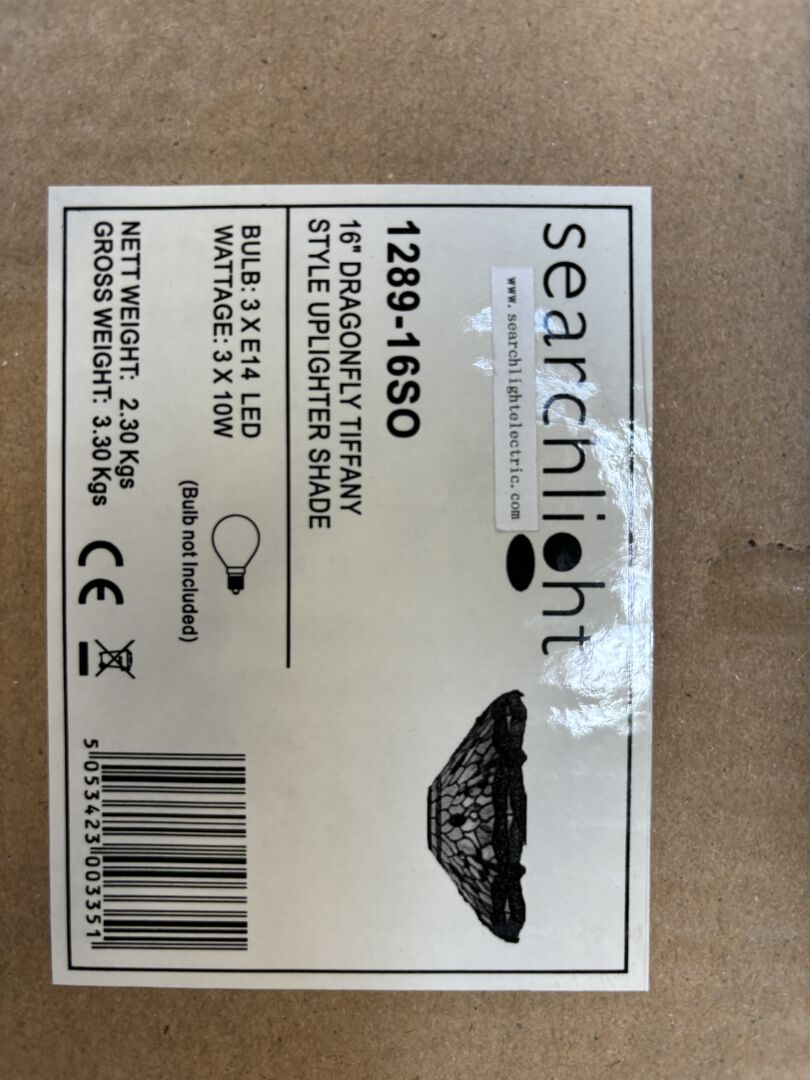 searchlight
www.searchlightelectric.com
1289-16SO
16" DRAGONFLY TIFFANY
STYLE UPLIGHTER SHADE
BULB: 3 X E14 LED
WATTAGE: 3 X 10W
(Bulb not Included)
NETT WEIGHT: 2.30 Kgs
GROSS WEIGHT: 3.30 Kgs
CE
5 053423 003351